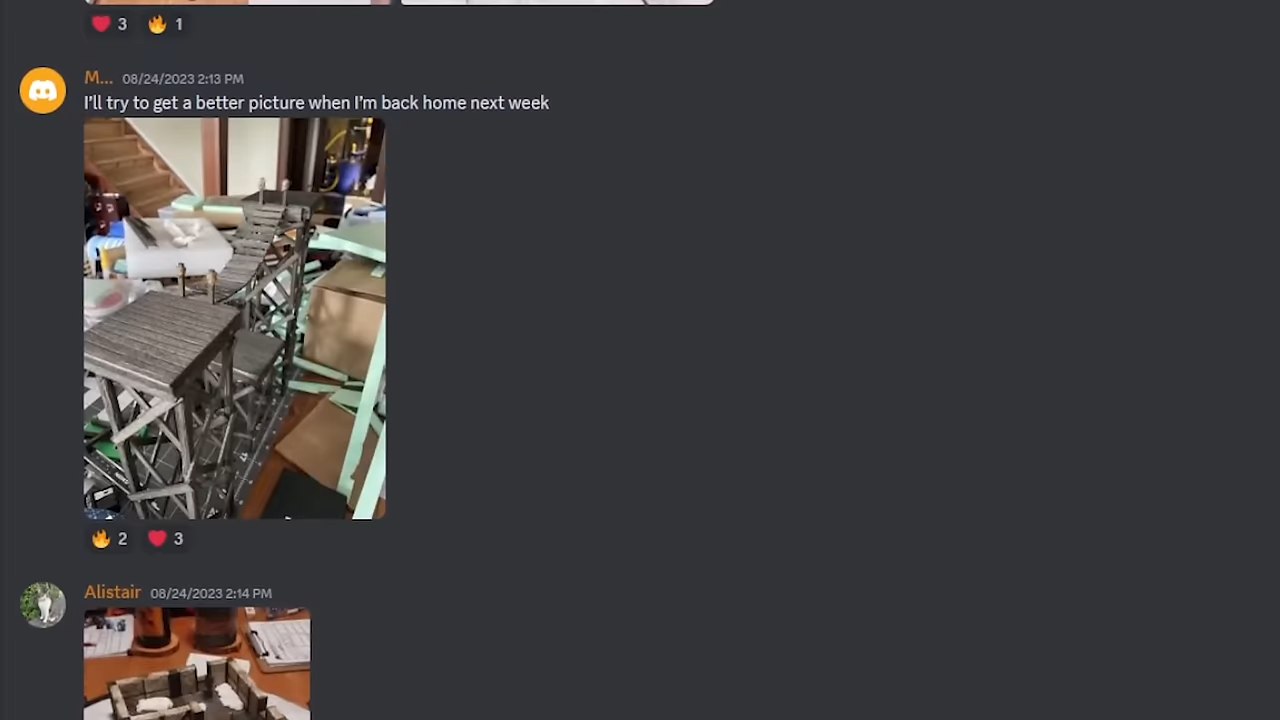 3 1
M... 08/24/2023 2:13 PM
I'll try to get a better picture when I'm back home next week
2 3
Alistair 08/24/2023 2:14 PM